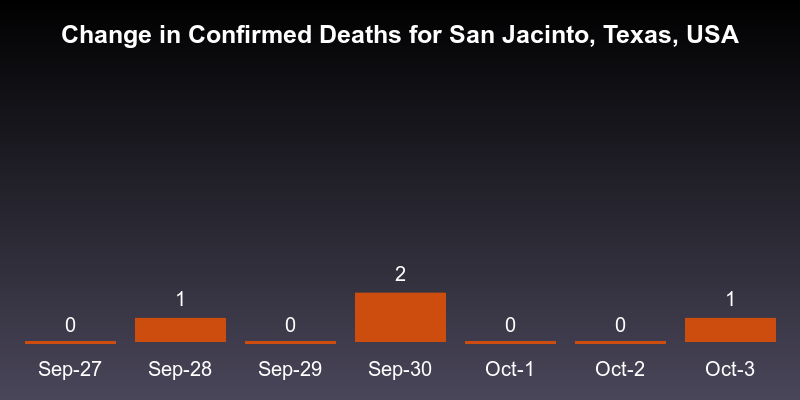 Change in Confirmed Deaths for San Jacinto, Texas, USA
0 1 0 2 0 0 1
Sep-27 Sep-28 Sep-29 Sep-30 Oct-1 Oct-2 Oct-3